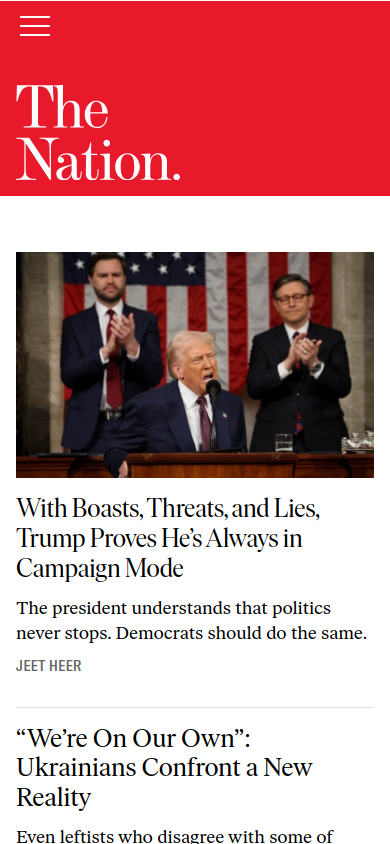 The
Nation.
With Boasts, Threats, and Lies,
Trump Proves He’s Always in
Campaign Mode
The president understands that politics
never stops. Democrats should do the same.
JEET HEER
“We’re On Our Own”:
Ukrainians Confront a New
Reality
Even leftists who disagree with some of